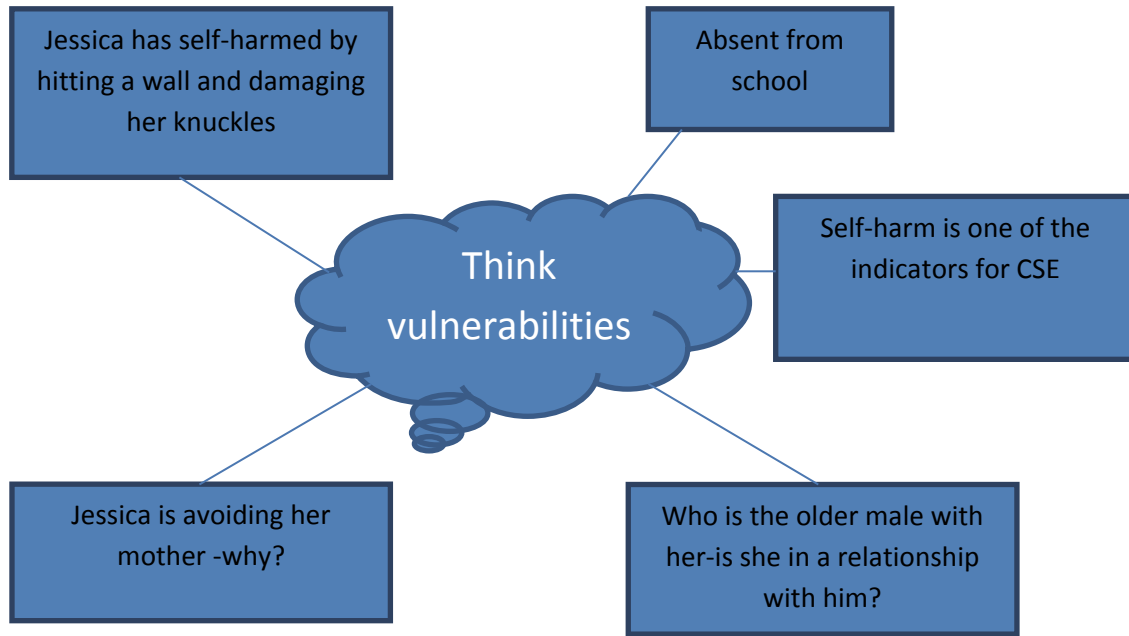 Jessica has self-harmed by
hitting a wall and damaging
her knuckles
Absent from
school
Think
vulnerabilities
Self-harm is one of the
indicators for CSE
Jessica is avoiding her
mother -why?
Who is the older male with
her-is she in a relationship
with him?